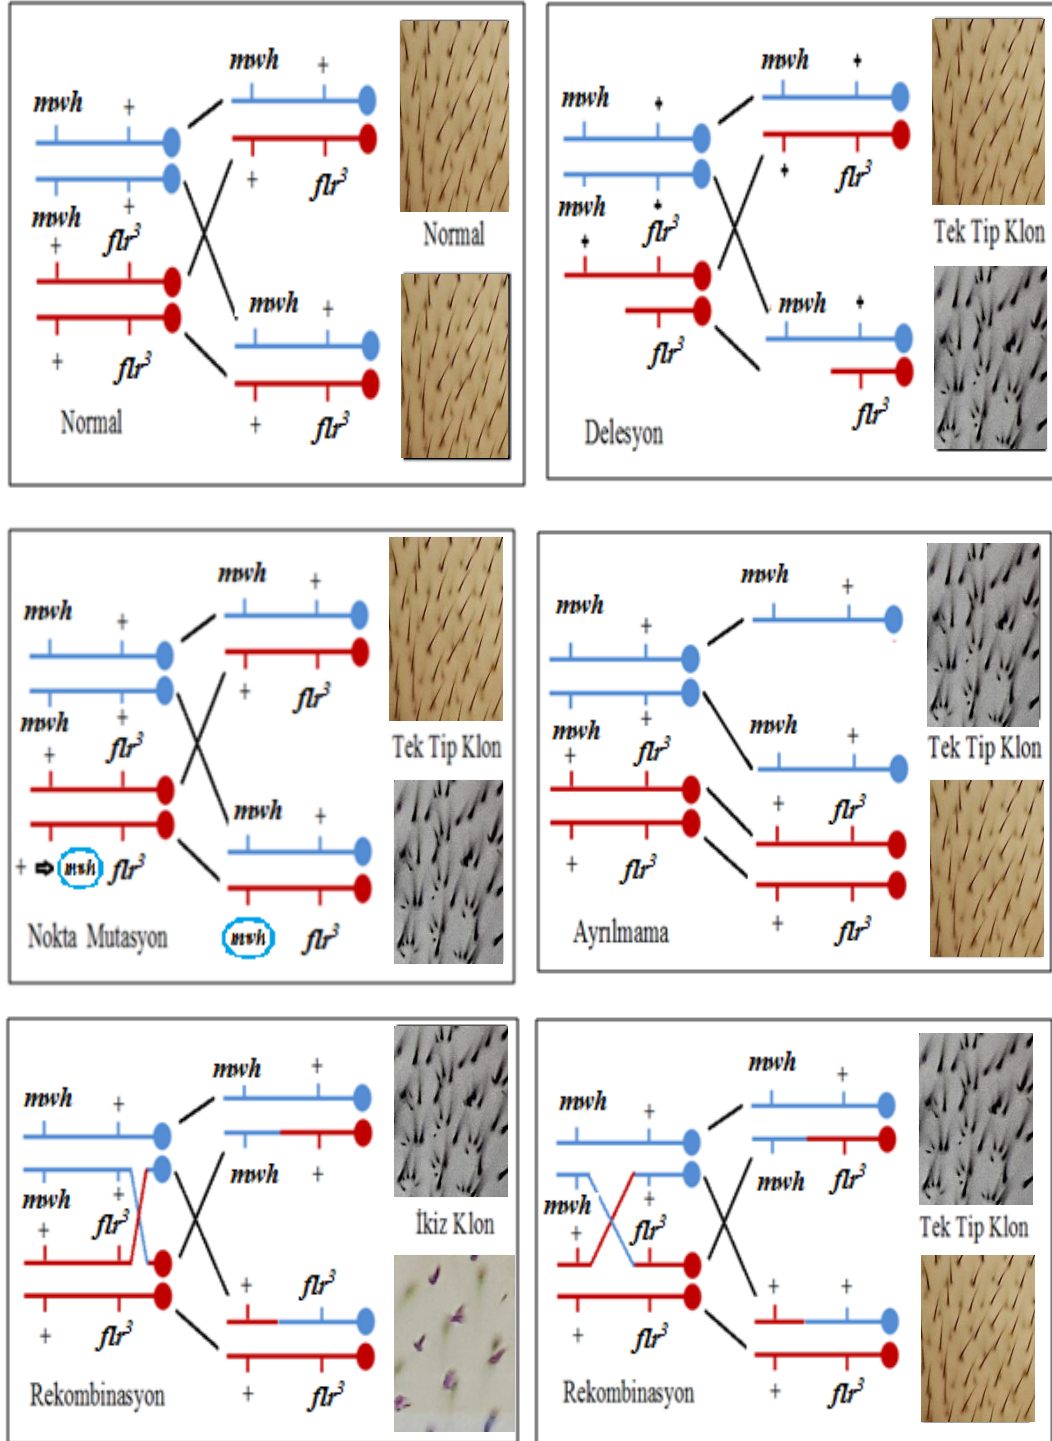 mwh +
mwh +
+ flr³
mwh +
mwh +
+ flr³
Normal
+ flr³
mwh +
+ flr³
Normal
mwh +
mwh +
+ flr³
mwh +
mwh +
+ flr³
Tek Tip Klon
flr³
mwh +
flr³
Delesyon
mwh +
mwh +
+ flr³
mwh +
mwh +
+ flr³
Tek Tip Klon
mwh +
+ ⇨ mwh flr³
mwh flr³
Nokta Mutasyon
mwh +
mwh +
mwh +
mwh +
+ flr³
Tek Tip Klon
+ flr³
+ flr³
+ flr³
Ayrılmama
mwh +
mwh +
mwh +
mwh +
+ flr³
İkiz Klon
+ flr³
+ flr³
+ flr³
Rekombinasyon
mwh +
mwh +
mwh flr³
mwh +
+ flr³
Tek Tip Klon
+ +
+ flr³
+ flr³
Rekombinasyon